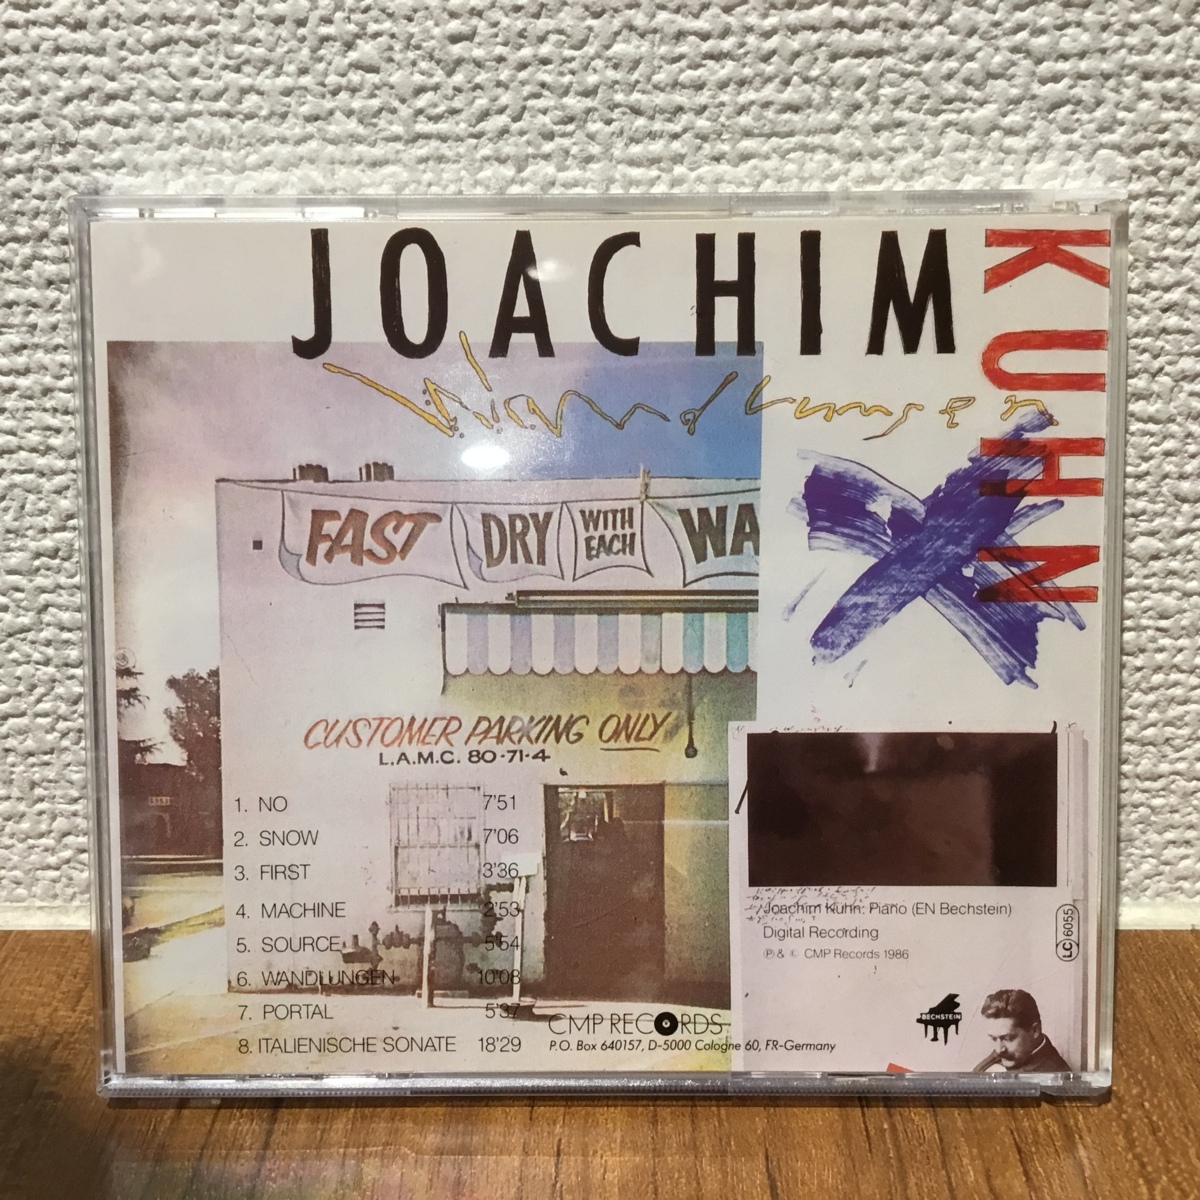 JOACHIM
KUHN
Wandlungen
FAST DRY WITH EACH WA
CUSTOMER PARKING ONLY
L.A.M.C. 80-71-4
1. NO 7'51
2. SNOW 7'06
3. FIRST 3'36
4. MACHINE 2'53
5. SOURCE 5'54
6. WANDLUNGEN 10'08
7. PORTAL 5'37
8. ITALIENISCHE SONATE 18'29
CMP RECORDS
P.O. Box 640157, D-5000 Cologne 60, FR-Germany
Joachim Kühn: Piano (EN Bechstein)
Digital Recording
℗ & © CMP Records 1986
LC 6055
BECHSTEIN